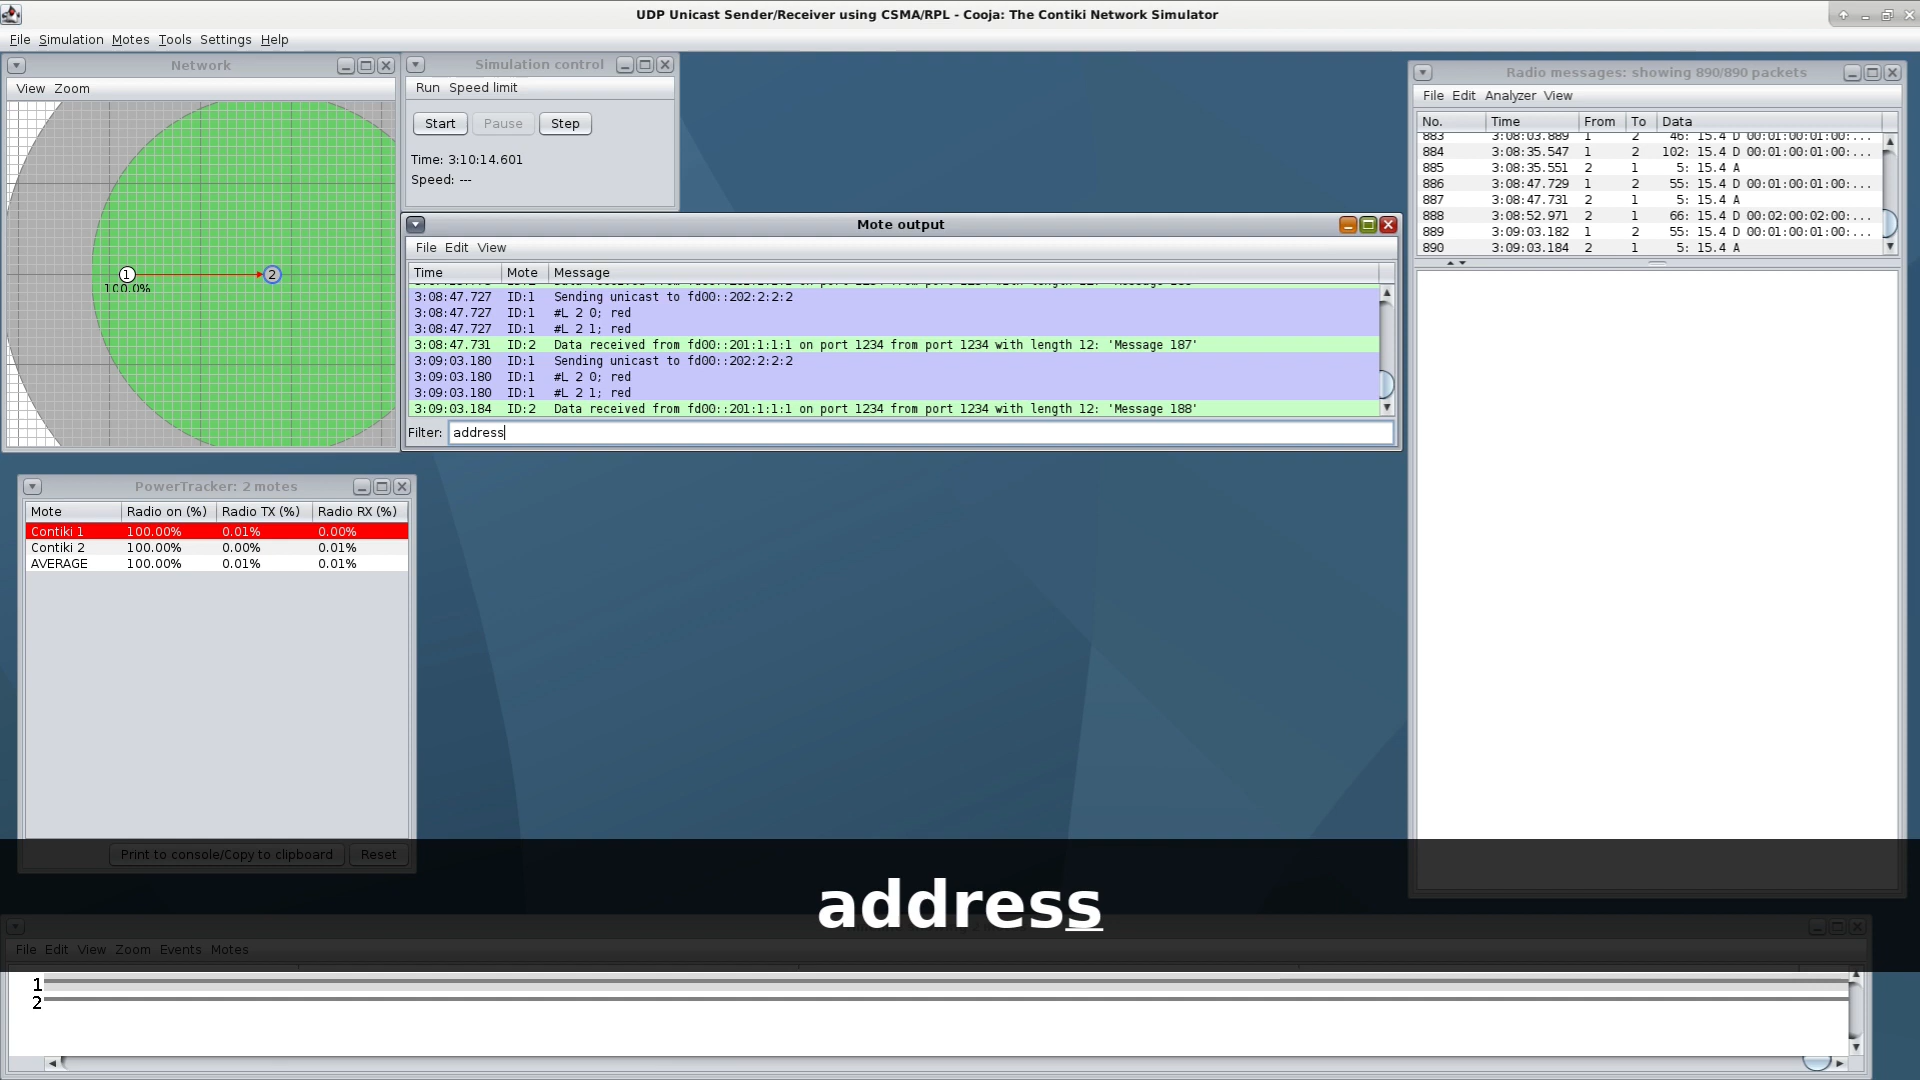 UDP Unicast Sender/Receiver using CSMA/RPL - Cooja: The Contiki Network Simulator
File Simulation Motes Tools Settings Help
Network
View Zoom
1
2
100.0%
Simulation control
Run Speed limit
Start Pause Step
Time: 3:10:14.601
Speed: ---
Mote output
File Edit View
Time Mote Message
3:08:47.727 ID:1 Sending unicast to fd00::202:2:2:2
3:08:47.727 ID:1 #L 2 0; red
3:08:47.727 ID:1 #L 2 1; red
3:08:47.731 ID:2 Data received from fd00::201:1:1:1 on port 1234 from port 1234 with length 12: 'Message 187'
3:09:03.180 ID:1 Sending unicast to fd00::202:2:2:2
3:09:03.180 ID:1 #L 2 0; red
3:09:03.180 ID:1 #L 2 1; red
3:09:03.184 ID:2 Data received from fd00::201:1:1:1 on port 1234 from port 1234 with length 12: 'Message 188'
Filter: address
Radio messages: showing 890/890 packets
File Edit Analyzer View
No. Time From To Data
883 3:08:03.889 1 2 46: 15.4 D 00:01:00:01:00:...
884 3:08:35.547 1 2 102: 15.4 D 00:01:00:01:00:...
885 3:08:35.551 2 1 5: 15.4 A
886 3:08:47.729 1 2 55: 15.4 D 00:01:00:01:00:...
887 3:08:47.731 2 1 5: 15.4 A
888 3:08:52.971 2 1 66: 15.4 D 00:02:00:02:00:...
889 3:09:03.182 1 2 55: 15.4 D 00:01:00:01:00:...
890 3:09:03.184 2 1 5: 15.4 A
PowerTracker: 2 motes
Mote Radio on (%) Radio TX (%) Radio RX (%)
Contiki 1 100.00% 0.01% 0.00%
Contiki 2 100.00% 0.00% 0.01%
AVERAGE 100.00% 0.01% 0.01%
Print to console/Copy to clipboard Reset
address
File Edit View Zoom Events Motes
1
2